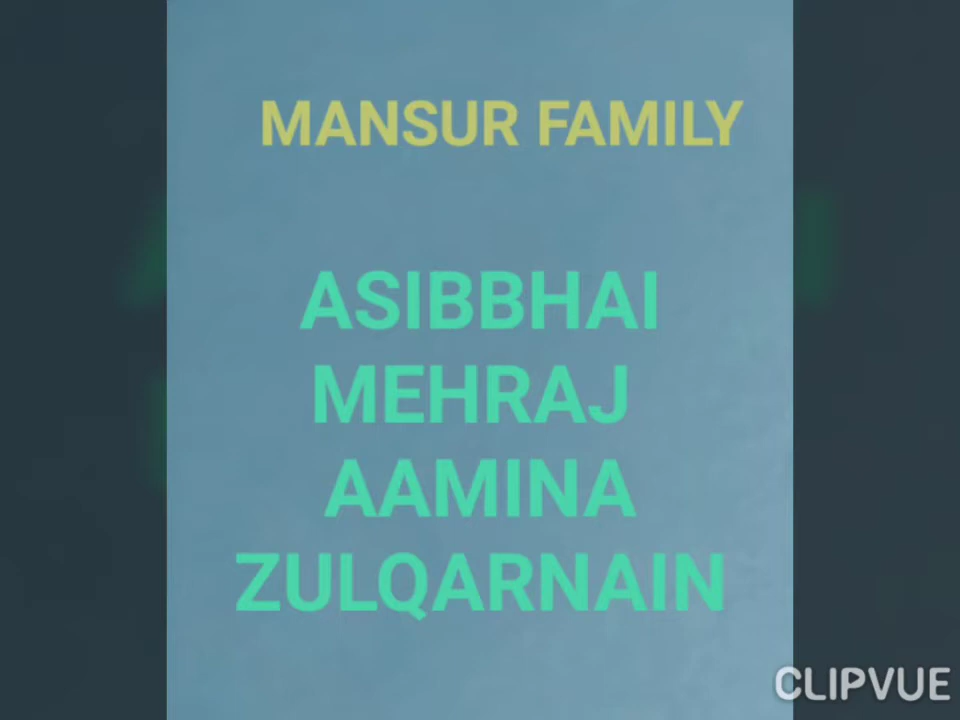 MANSUR FAMILY
ASIBBHAI
MEHRAJ
AAMINA
ZULQARNAIN
CLIPVUE